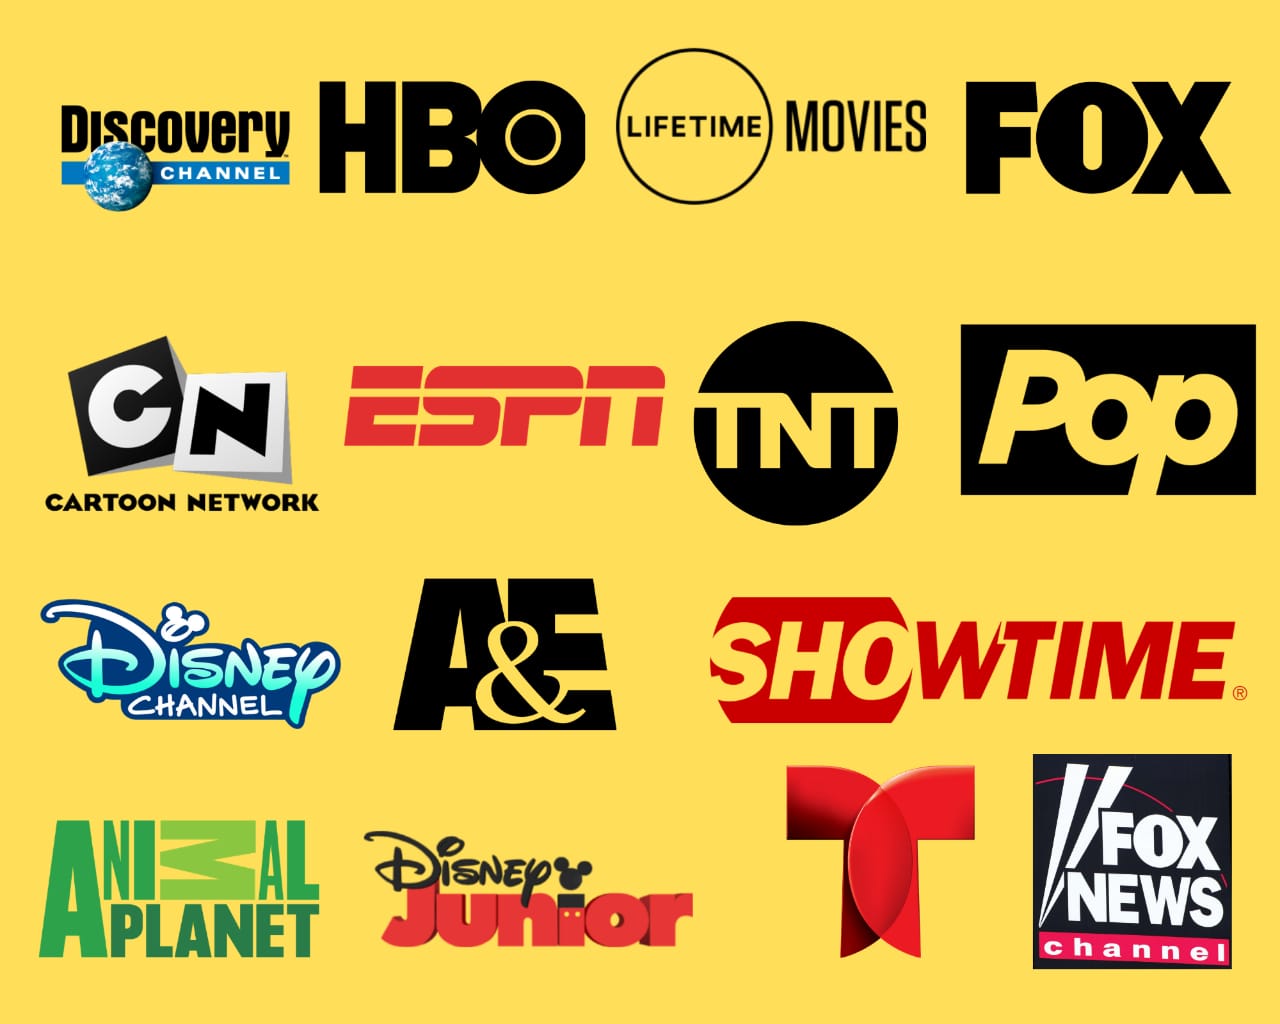 Discovery
CHANNEL
HBO
LIFETIME MOVIES
FOX
CN
CARTOON NETWORK
ESPN
TNT
Pop
DISNEY
CHANNEL
A&E
SHOWTIME®
ANIMAL
PLANET
DISNEY
Junior
T
FOX
NEWS
channel